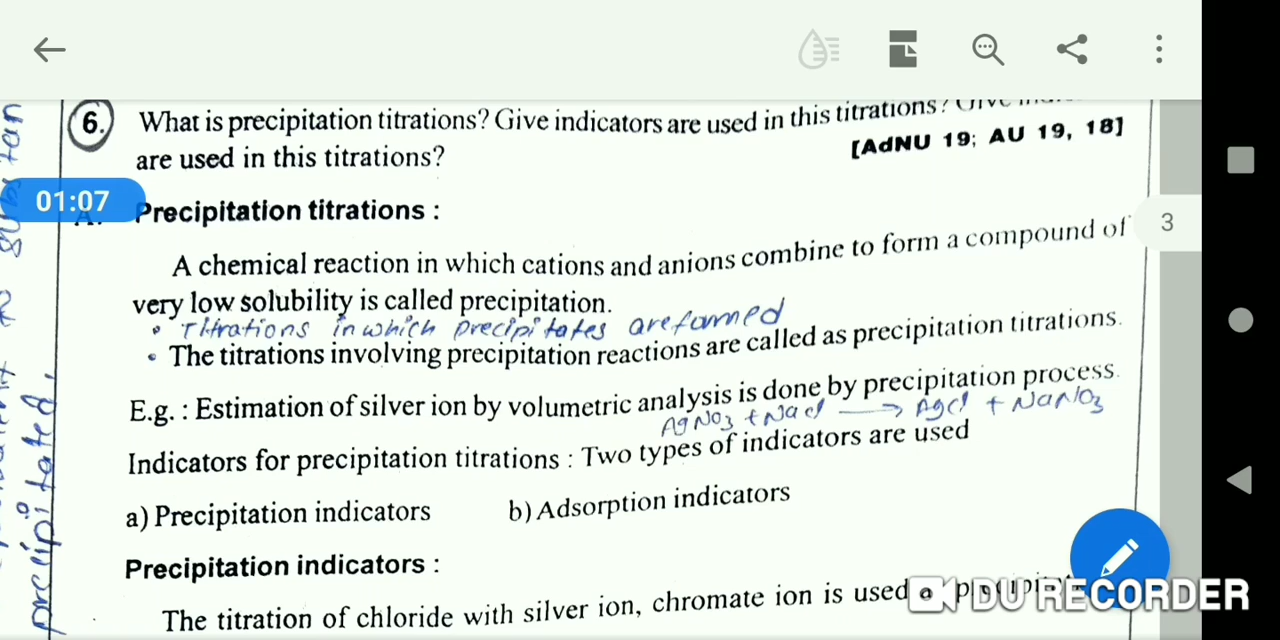 6. What is precipitation titrations? Give indicators are used in this titrations? Give
are used in this titrations?
[AdNU 19; AU 19, 18]
01:07
A. Precipitation titrations :
3
A chemical reaction in which cations and anions combine to form a compound of
very low solubility is called precipitation.
• Titrations in which precipitates are formed
• The titrations involving precipitation reactions are called as precipitation titrations.
E.g. : Estimation of silver ion by volumetric analysis is done by precipitation process.
AgNO3 + NaCl → AgCl + NaNO3
Indicators for precipitation titrations : Two types of indicators are used
a) Precipitation indicators b) Adsorption indicators
Precipitation indicators :
The titration of chloride with silver ion, chromate ion is used a
DU RECORDER
precipitated,